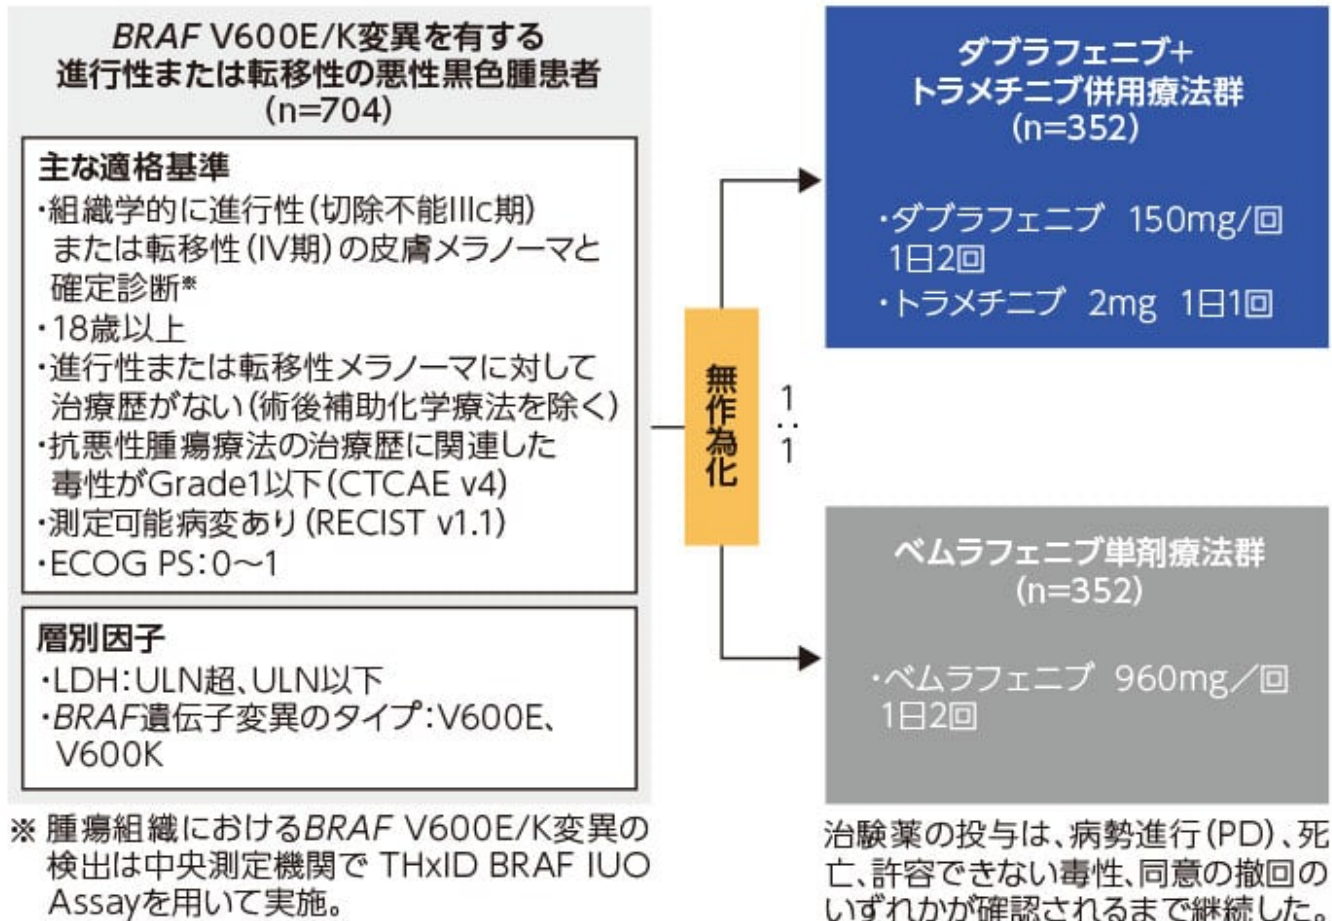 BRAF V600E/K変異を有する
進行性または転移性の悪性黒色腫患者
(n=704)
主な適格基準
・組織学的に進行性(切除不能IIIc期)
または転移性(IV期)の皮膚メラノーマと
確定診断※
・18歳以上
・進行性または転移性メラノーマに対して
治療歴がない(術後補助化学療法を除く)
・抗悪性腫瘍療法の治療歴に関連した
毒性がGrade1以下(CTCAE v4)
・測定可能病変あり(RECIST v1.1)
・ECOG PS:0〜1
層別因子
・LDH:ULN超、ULN以下
・BRAF遺伝子変異のタイプ:V600E、
V600K
※ 腫瘍組織におけるBRAF V600E/K変異の
検出は中央測定機関で THxID BRAF IUO
Assayを用いて実施。
無作為化
1:1
ダブラフェニブ+
トラメチニブ併用療法群
(n=352)
・ダブラフェニブ 150mg/回
1日2回
・トラメチニブ 2mg 1日1回
ベムラフェニブ単剤療法群
(n=352)
・ベムラフェニブ 960mg/回
1日2回
治験薬の投与は、病勢進行(PD)、死
亡、許容できない毒性、同意の撤回の
いずれかが確認されるまで継続した。